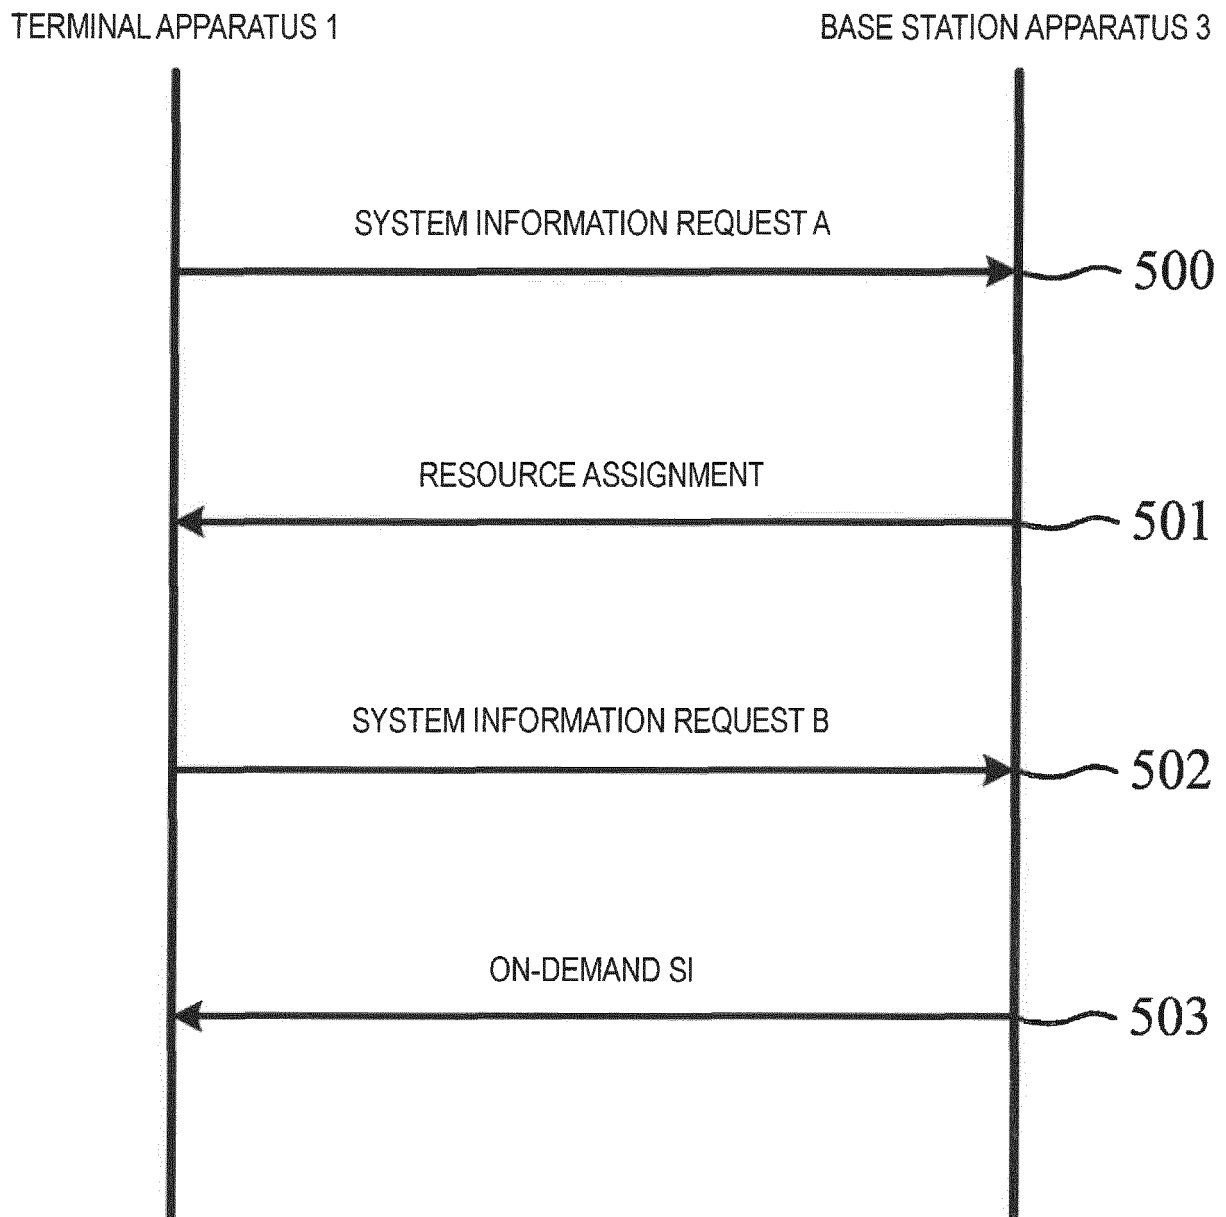 TERMINAL APPARATUS 1
BASE STATION APPARATUS 3
SYSTEM INFORMATION REQUEST A
500
RESOURCE ASSIGNMENT
501
SYSTEM INFORMATION REQUEST B
502
ON-DEMAND SI
503